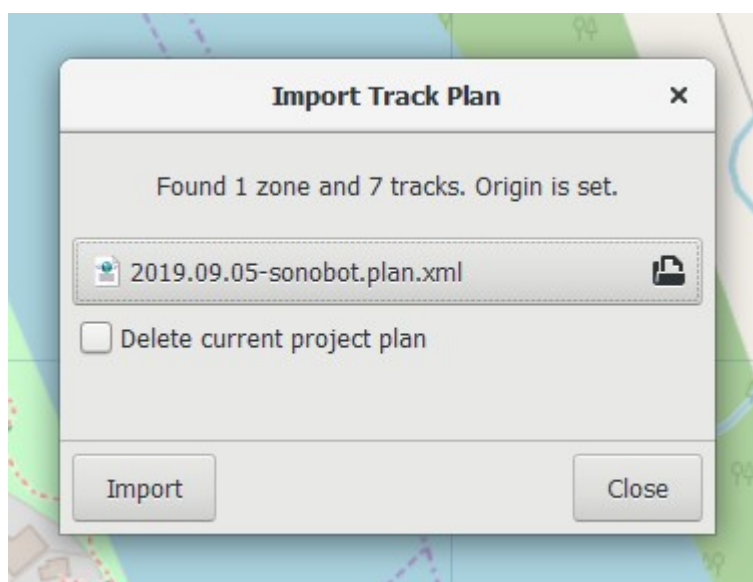 Import Track Plan
Found 1 zone and 7 tracks. Origin is set.
2019.09.05-sonobot.plan.xml
Delete current project plan
Import
Close